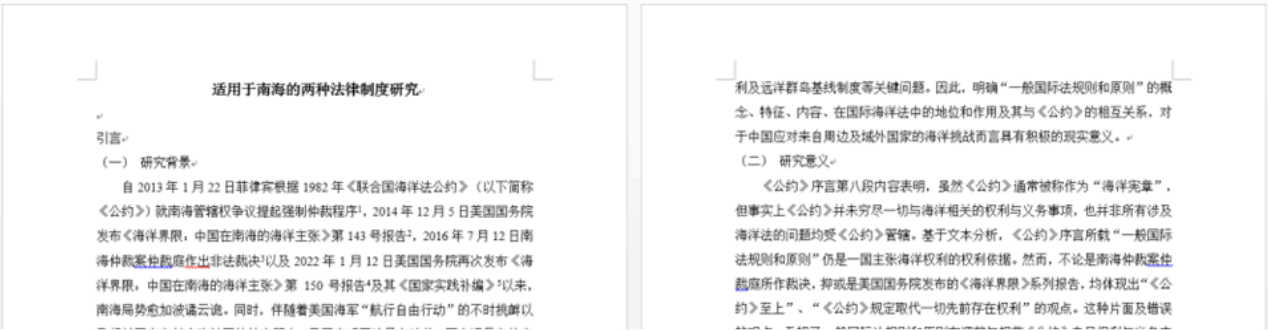 适用于南海的两种法律制度研究
引言
（一） 研究背景
自 2013 年 1 月 22 日菲律宾根据 1982 年《联合国海洋法公约》（以下简称
《公约》）就南海管辖权争议提起强制仲裁程序1，2014 年 12 月 5 日美国国务院
发布《海洋界限：中国在南海的海洋主张》第 143 号报告2，2016 年 7 月 12 日南
海仲裁案仲裁庭作出非法裁决3以及 2022 年 1 月 12 日美国国务院再次发布《海
洋界限：中国在南海的海洋主张》第 150 号报告4及其《国家实践补编》5以来，
南海局势愈加波谲云诡。同时，伴随着美国海军“航行自由行动”的不时挑衅以
利及远洋群岛基线制度等关键问题。因此，明确“一般国际法规则和原则”的概
念、特征、内容、在国际海洋法中的地位和作用及其与《公约》的相互关系，对
于中国应对来自周边及域外国家的海洋挑战而言具有积极的现实意义。
（二） 研究意义
《公约》序言第八段内容表明，虽然《公约》通常被称作为“海洋宪章”，
但事实上《公约》并未穷尽一切与海洋相关的权利与义务事项，也并非所有涉及
海洋法的问题均受《公约》管辖。基于文本分析，《公约》序言所载“一般国际
法规则和原则”仍是一国主张海洋权利的权利依据。然而，不论是南海仲裁案仲
裁庭所作裁决，抑或是美国国务院发布的《海洋界限》系列报告，均体现出“《公
约》至上”、“《公约》规定取代一切先前存在权利”的观点。这种片面及错误